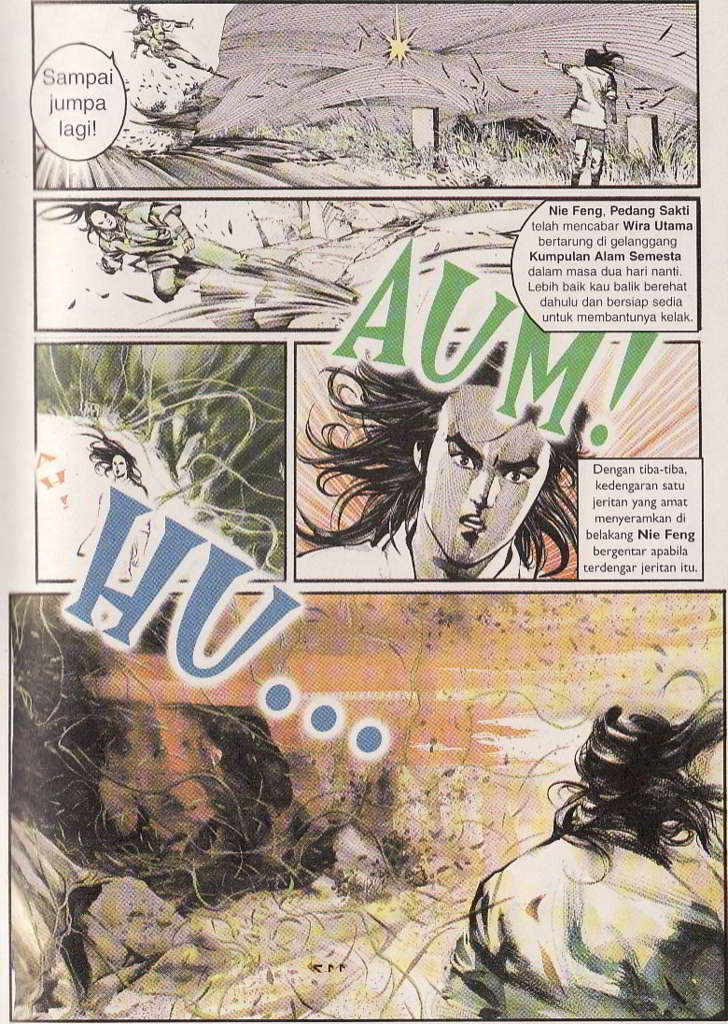 Sampai
jumpa
lagi!
Nie Feng, Pedang Sakti
telah mencabar Wira Utama
bertarung di gelanggang
Kumpulan Alam Semesta
dalam masa dua hari nanti.
Lebih baik kau balik berehat
dahulu dan bersiap sedia
untuk membantunya kelak.
AUM!
Dengan tiba-tiba,
kedengaran satu
jeritan yang amat
menyeramkan di
belakang Nie Feng
bergentar apabila
terdengar jeritan itu.
HU...